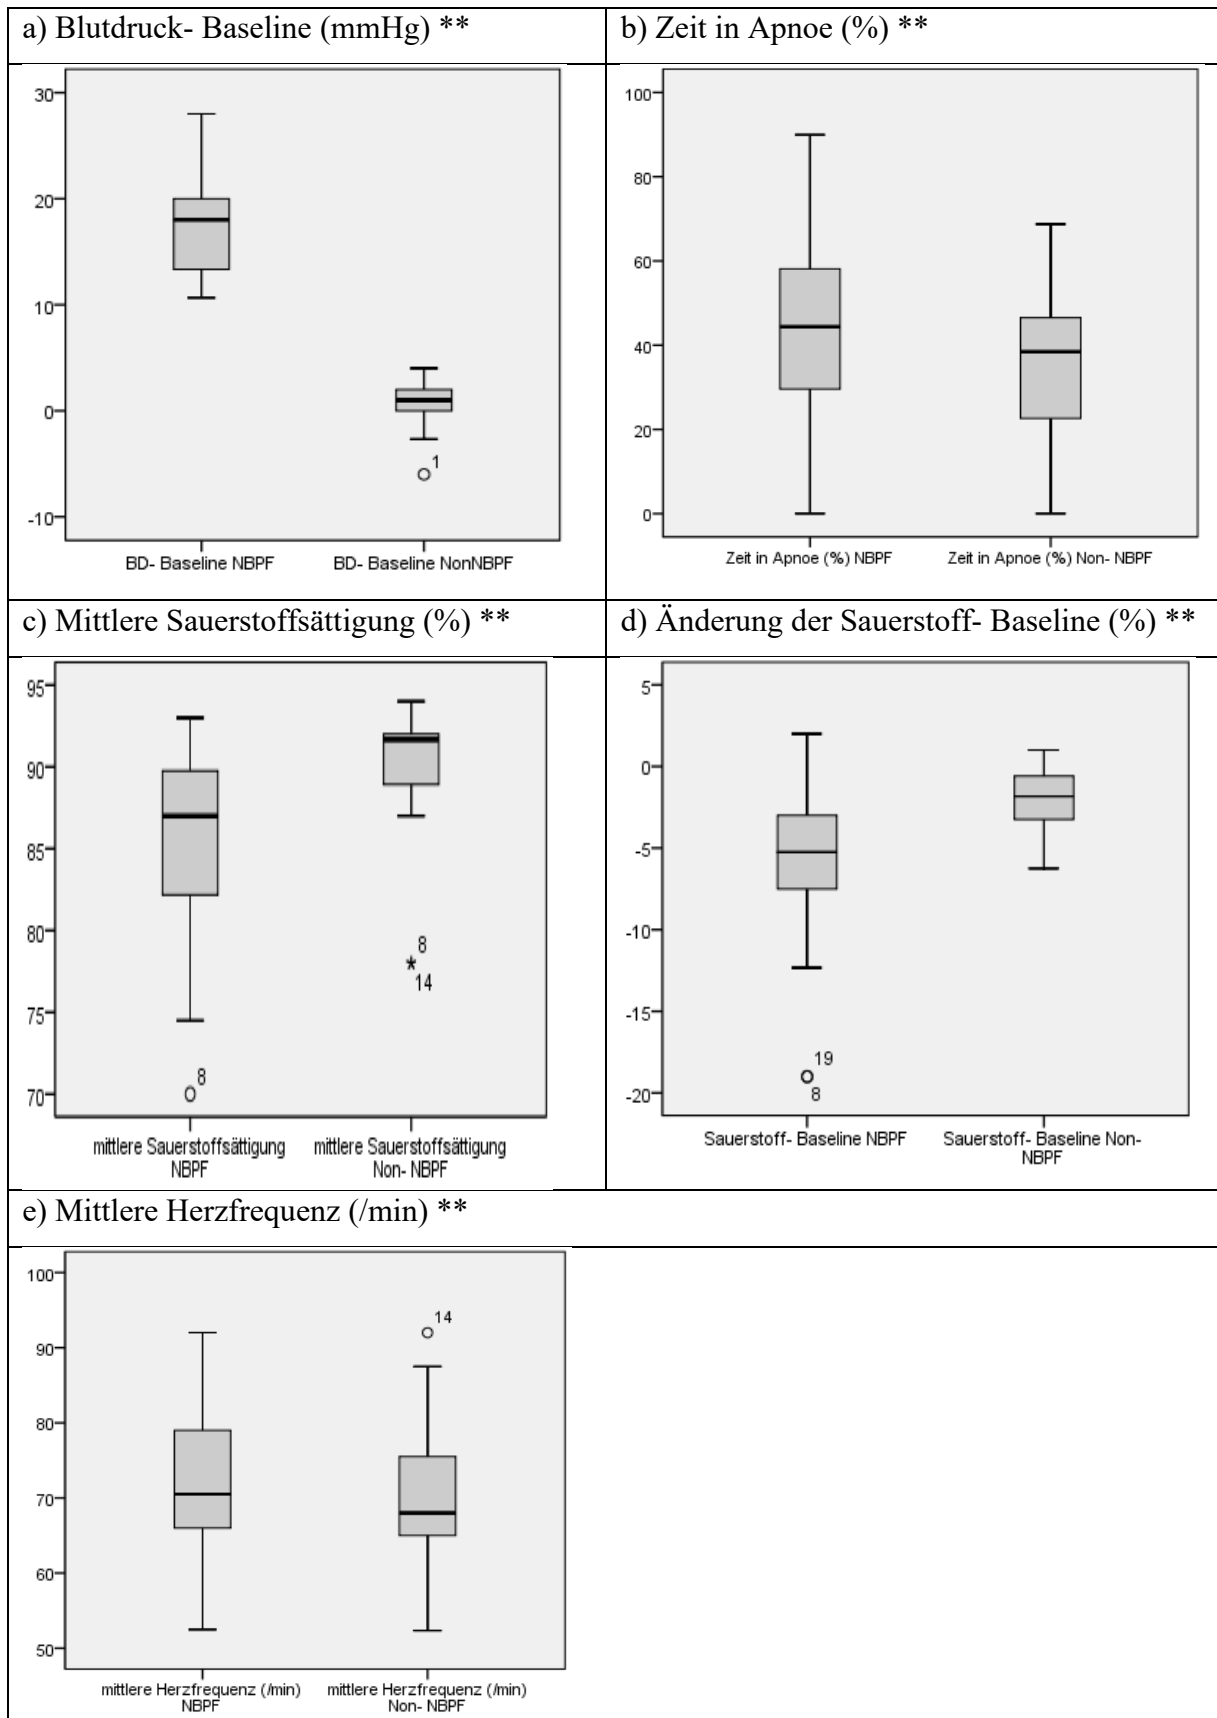 a) Blutdruck- Baseline (mmHg) **
b) Zeit in Apnoe (%) **
30
20
10
0
-10
1
BD- Baseline NBPF
BD- Baseline NonNBPF
100
80
60
40
20
0
Zeit in Apnoe (%) NBPF
Zeit in Apnoe (%) Non- NBPF
c) Mittlere Sauerstoffsättigung (%) **
d) Änderung der Sauerstoff- Baseline (%) **
95
90
85
80
75
70
8
8
14
mittlere Sauerstoffsättigung
NBPF
mittlere Sauerstoffsättigung
Non- NBPF
5
0
-5
-10
-15
-20
19
8
Sauerstoff- Baseline NBPF
Sauerstoff- Baseline Non-
NBPF
e) Mittlere Herzfrequenz (/min) **
100
90
80
70
60
50
14
mittlere Herzfrequenz (/min)
NBPF
mittlere Herzfrequenz (/min)
Non- NBPF